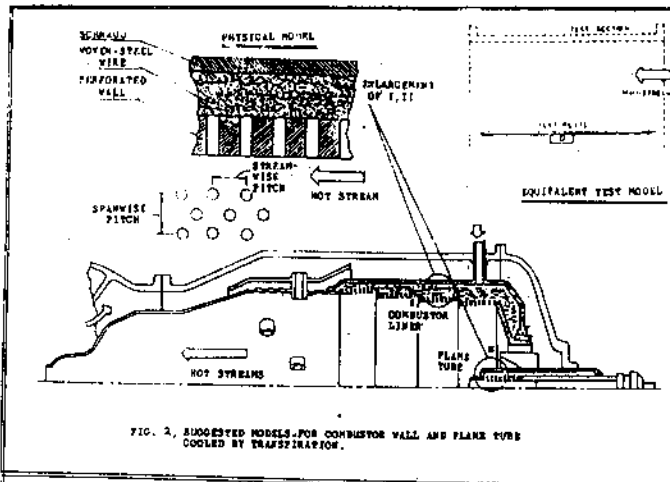 PHYSICAL MODEL
WOVEN-STEEL
WIRE
PERFORATED
WALL
ENLARGEMENT
OF I, II
STREAM-
WISE
PITCH
HOT STREAM
SPANWISE
PITCH
TEST SECTION
EQUIVALENT TEST MODEL
COMBUSTOR
LINER
FLAME
TUBE
HOT STREAMS
FIG. 2, SUGGESTED MODELS.FOR COMBUSTOR WALL AND FLAME TUBE
COOLED BY TRANSPIRATION.